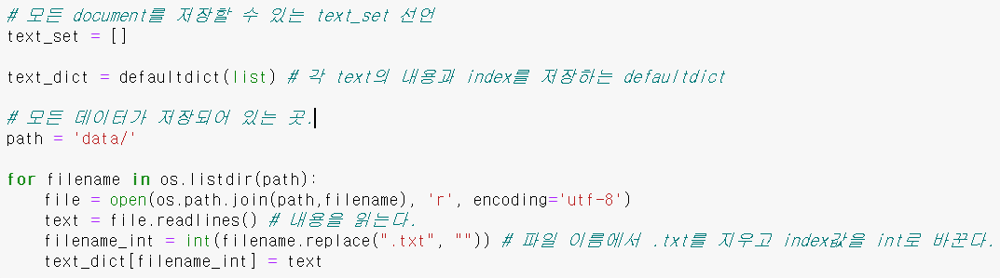 # 모든 document를 저장할 수 있는 text_set 선언
text_set = []
text_dict = defaultdict(list) # 각 text의 내용과 index를 저장하는 defaultdict
# 모든 데이터가 저장되어 있는 곳.
path = 'data/'
for filename in os.listdir(path):
    file = open(os.path.join(path,filename), 'r', encoding='utf-8')
    text = file.readlines() # 내용을 읽는다.
    filename_int = int(filename.replace(".txt", "")) # 파일 이름에서 .txt를 지우고 index값을 int로 바꾼다.
    text_dict[filename_int] = text